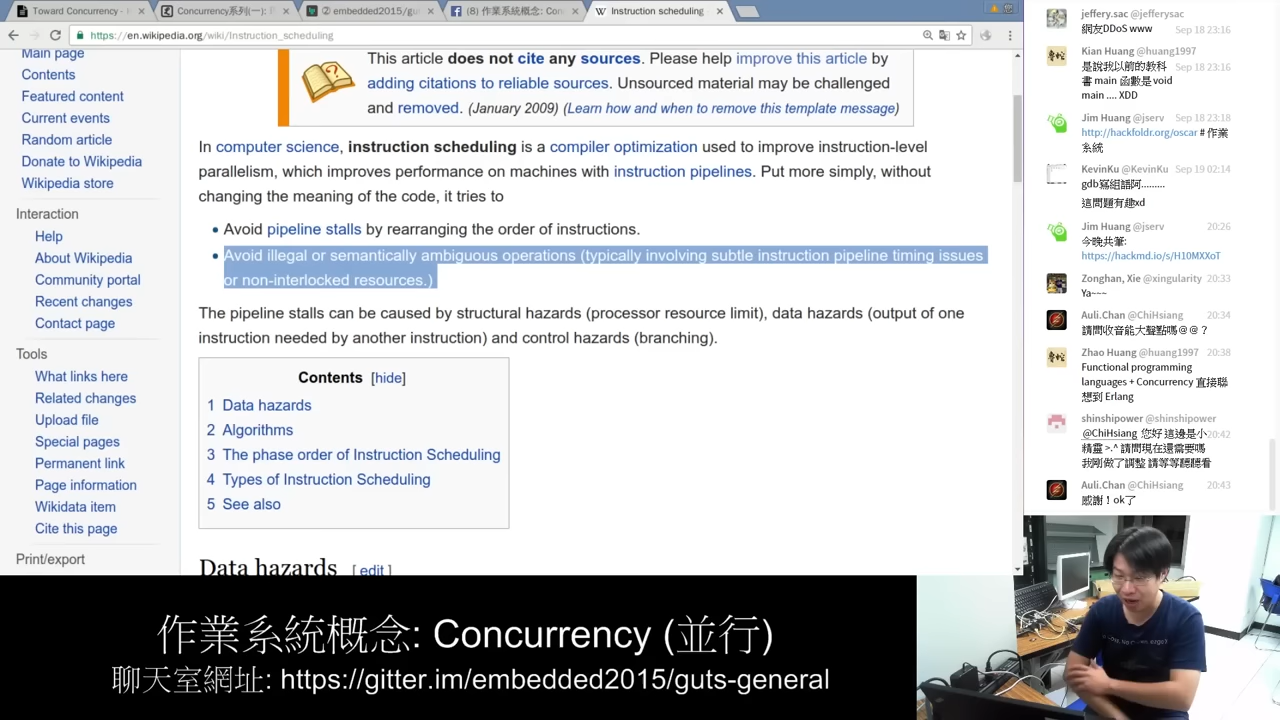 Toward Concurrency -
Concurrency系列(一):
② embedded2015/gut
(8) 作業系統概念: Con
Instruction scheduling
https://en.wikipedia.org/wiki/Instruction_scheduling
Main page
Contents
Featured content
Current events
Random article
Donate to Wikipedia
Wikipedia store
Interaction
Help
About Wikipedia
Community portal
Recent changes
Contact page
Tools
What links here
Related changes
Upload file
Special pages
Permanent link
Page information
Wikidata item
Cite this page
Print/export
This article does not cite any sources. Please help improve this article by
adding citations to reliable sources. Unsourced material may be challenged
and removed. (January 2009) (Learn how and when to remove this template message)
In computer science, instruction scheduling is a compiler optimization used to improve instruction-level
parallelism, which improves performance on machines with instruction pipelines. Put more simply, without
changing the meaning of the code, it tries to
• Avoid pipeline stalls by rearranging the order of instructions.
• Avoid illegal or semantically ambiguous operations (typically involving subtle instruction pipeline timing issues
or non-interlocked resources.)
The pipeline stalls can be caused by structural hazards (processor resource limit), data hazards (output of one
instruction needed by another instruction) and control hazards (branching).
Contents [hide]
1 Data hazards
2 Algorithms
3 The phase order of Instruction Scheduling
4 Types of Instruction Scheduling
5 See also
Data hazards [ edit ]
jeffery.sac @jefferysac
網友DDoS www Sep 18 23:16
Kian Huang @huang1997
是說我以前的教科 Sep 18 23:16
書 main 函數是 void
main .... XDD
Jim Huang @jserv Sep 18 23:18
http://hackfoldr.org/oscar # 作業
系統
KevinKu @KevinKu Sep 19 02:14
gdb寫組語阿.........
這問題有趣xd
Jim Huang @jserv 20:26
今晚共筆:
https://hackmd.io/s/H10MXXoT
Zonghan, Xie @xingularity 20:33
Ya~~~
Auli.Chan @ChiHsiang 20:34
請問收音能大聲點嗎@@？
Zhao Huang @huang1997 20:38
Functional programming
languages + Concurrency 直接聯
想到 Erlang
shinshipower @shinshipower
@ChiHsiang 您好 這邊是小 20:42
精靈 >.^ 請問現在還需要嗎
我剛做了調整 請等等聽聽看
Auli.Chan @ChiHsiang 20:43
感謝！ok了
作業系統概念: Concurrency (並行)
聊天室網址: https://gitter.im/embedded2015/guts-general